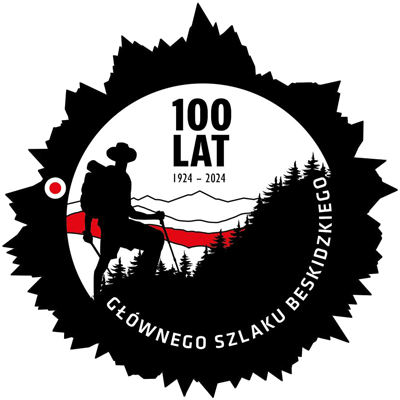 100
LAT
1924 – 2024
GŁÓWNEGO SZLAKU BESKIDZKIEGO